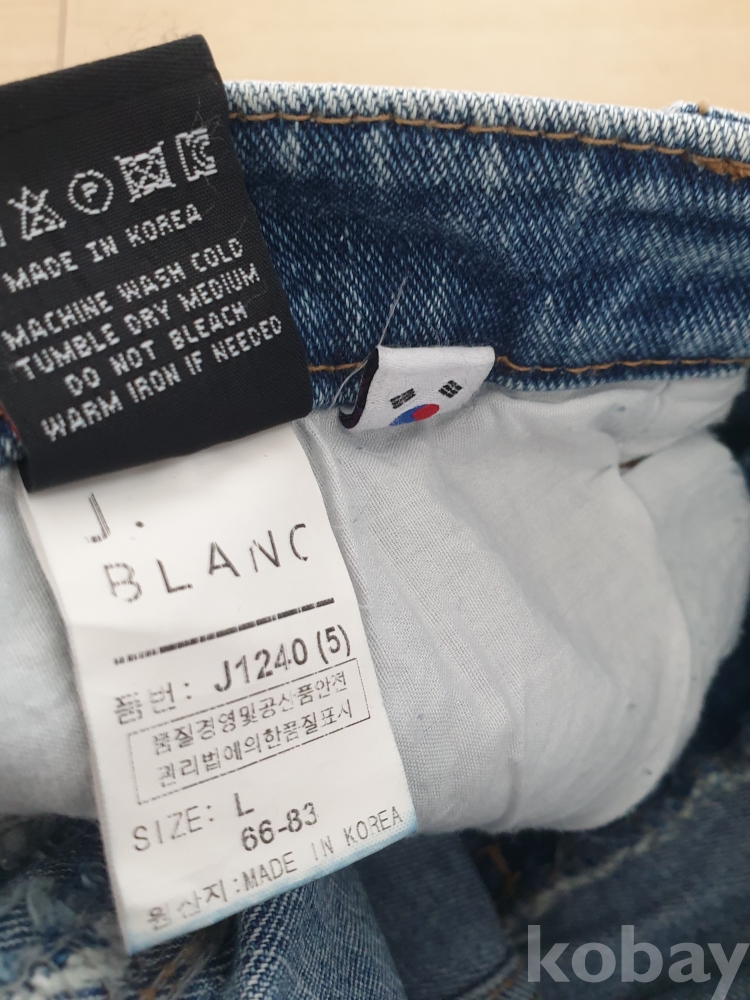 MADE IN KOREA
MACHINE WASH COLD
TUMBLE DRY MEDIUM
DO NOT BLEACH
WARM IRON IF NEEDED
J.
BLANC
품번: J1240 (5)
품질경영및공산품안전
관리법에의한품질표시
SIZE: L
66-83
원산지:MADE IN KOREA
kobay